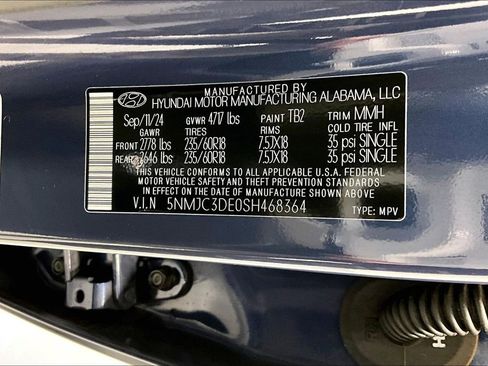 MANUFACTURED BY
HYUNDAI MOTOR MANUFACTURING ALABAMA, LLC
Sep/11/24 GVWR 4717 lbs PAINT TB2 TRIM MMH
GAWR TIRES RIMS COLD TIRE INFL
FRONT 2778 lbs 235/60R18 7.5JX18 35 psi SINGLE
REAR 2646 lbs 235/60R18 7.5JX18 35 psi SINGLE
THIS VEHICLE CONFORMS TO ALL APPLICABLE U.S.A. FEDERAL
MOTOR VEHICLE SAFETY STANDARDS IN
EFFECT ON THE DATE OF MANUFACTURE SHOWN ABOVE
V.I.N 5NMJC3DE0SH468364 TYPE: MPV